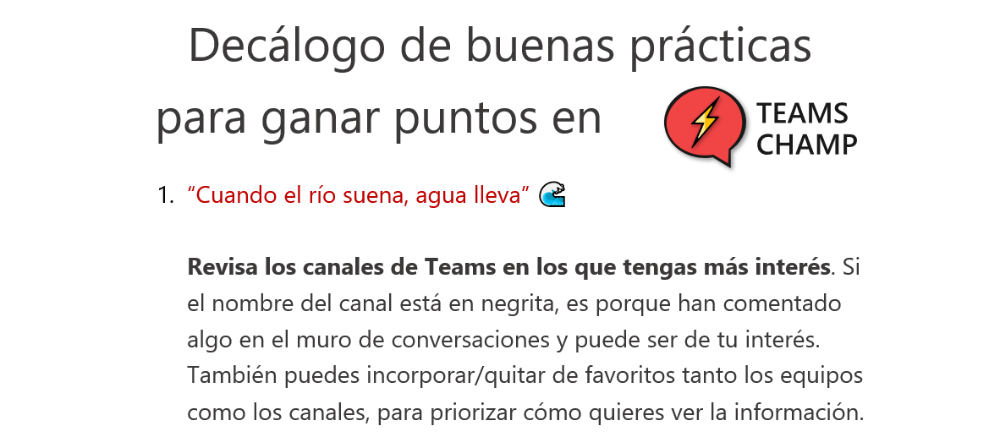 Decálogo de buenas prácticas
para ganar puntos en
TEAMS
CHAMP
1. “Cuando el río suena, agua lleva” 🌊
Revisa los canales de Teams en los que tengas más interés. Si
el nombre del canal está en negrita, es porque han comentado
algo en el muro de conversaciones y puede ser de tu interés.
También puedes incorporar/quitar de favoritos tanto los equipos
como los canales, para priorizar cómo quieres ver la información.